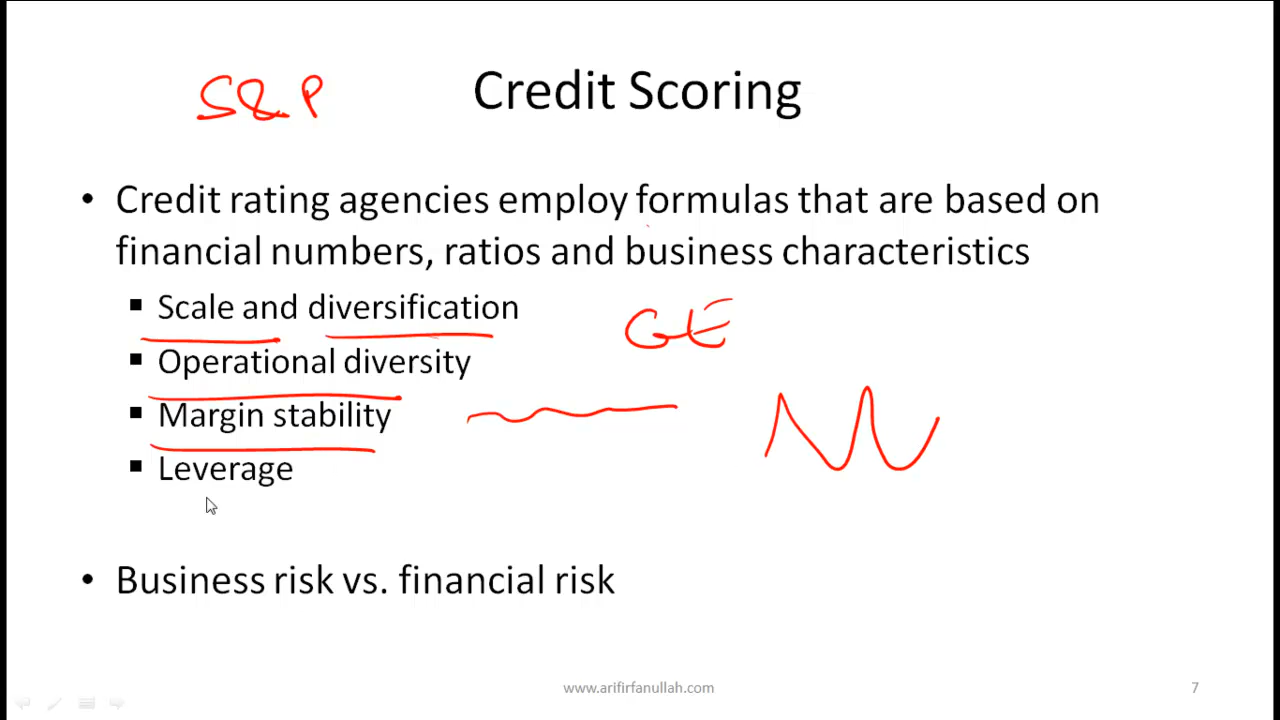 S&P
Credit Scoring
• Credit rating agencies employ formulas that are based on
financial numbers, ratios and business characteristics
▪ Scale and diversification
GE
▪ Operational diversity
▪ Margin stability
▪ Leverage
• Business risk vs. financial risk
www.arifirfanullah.com
7